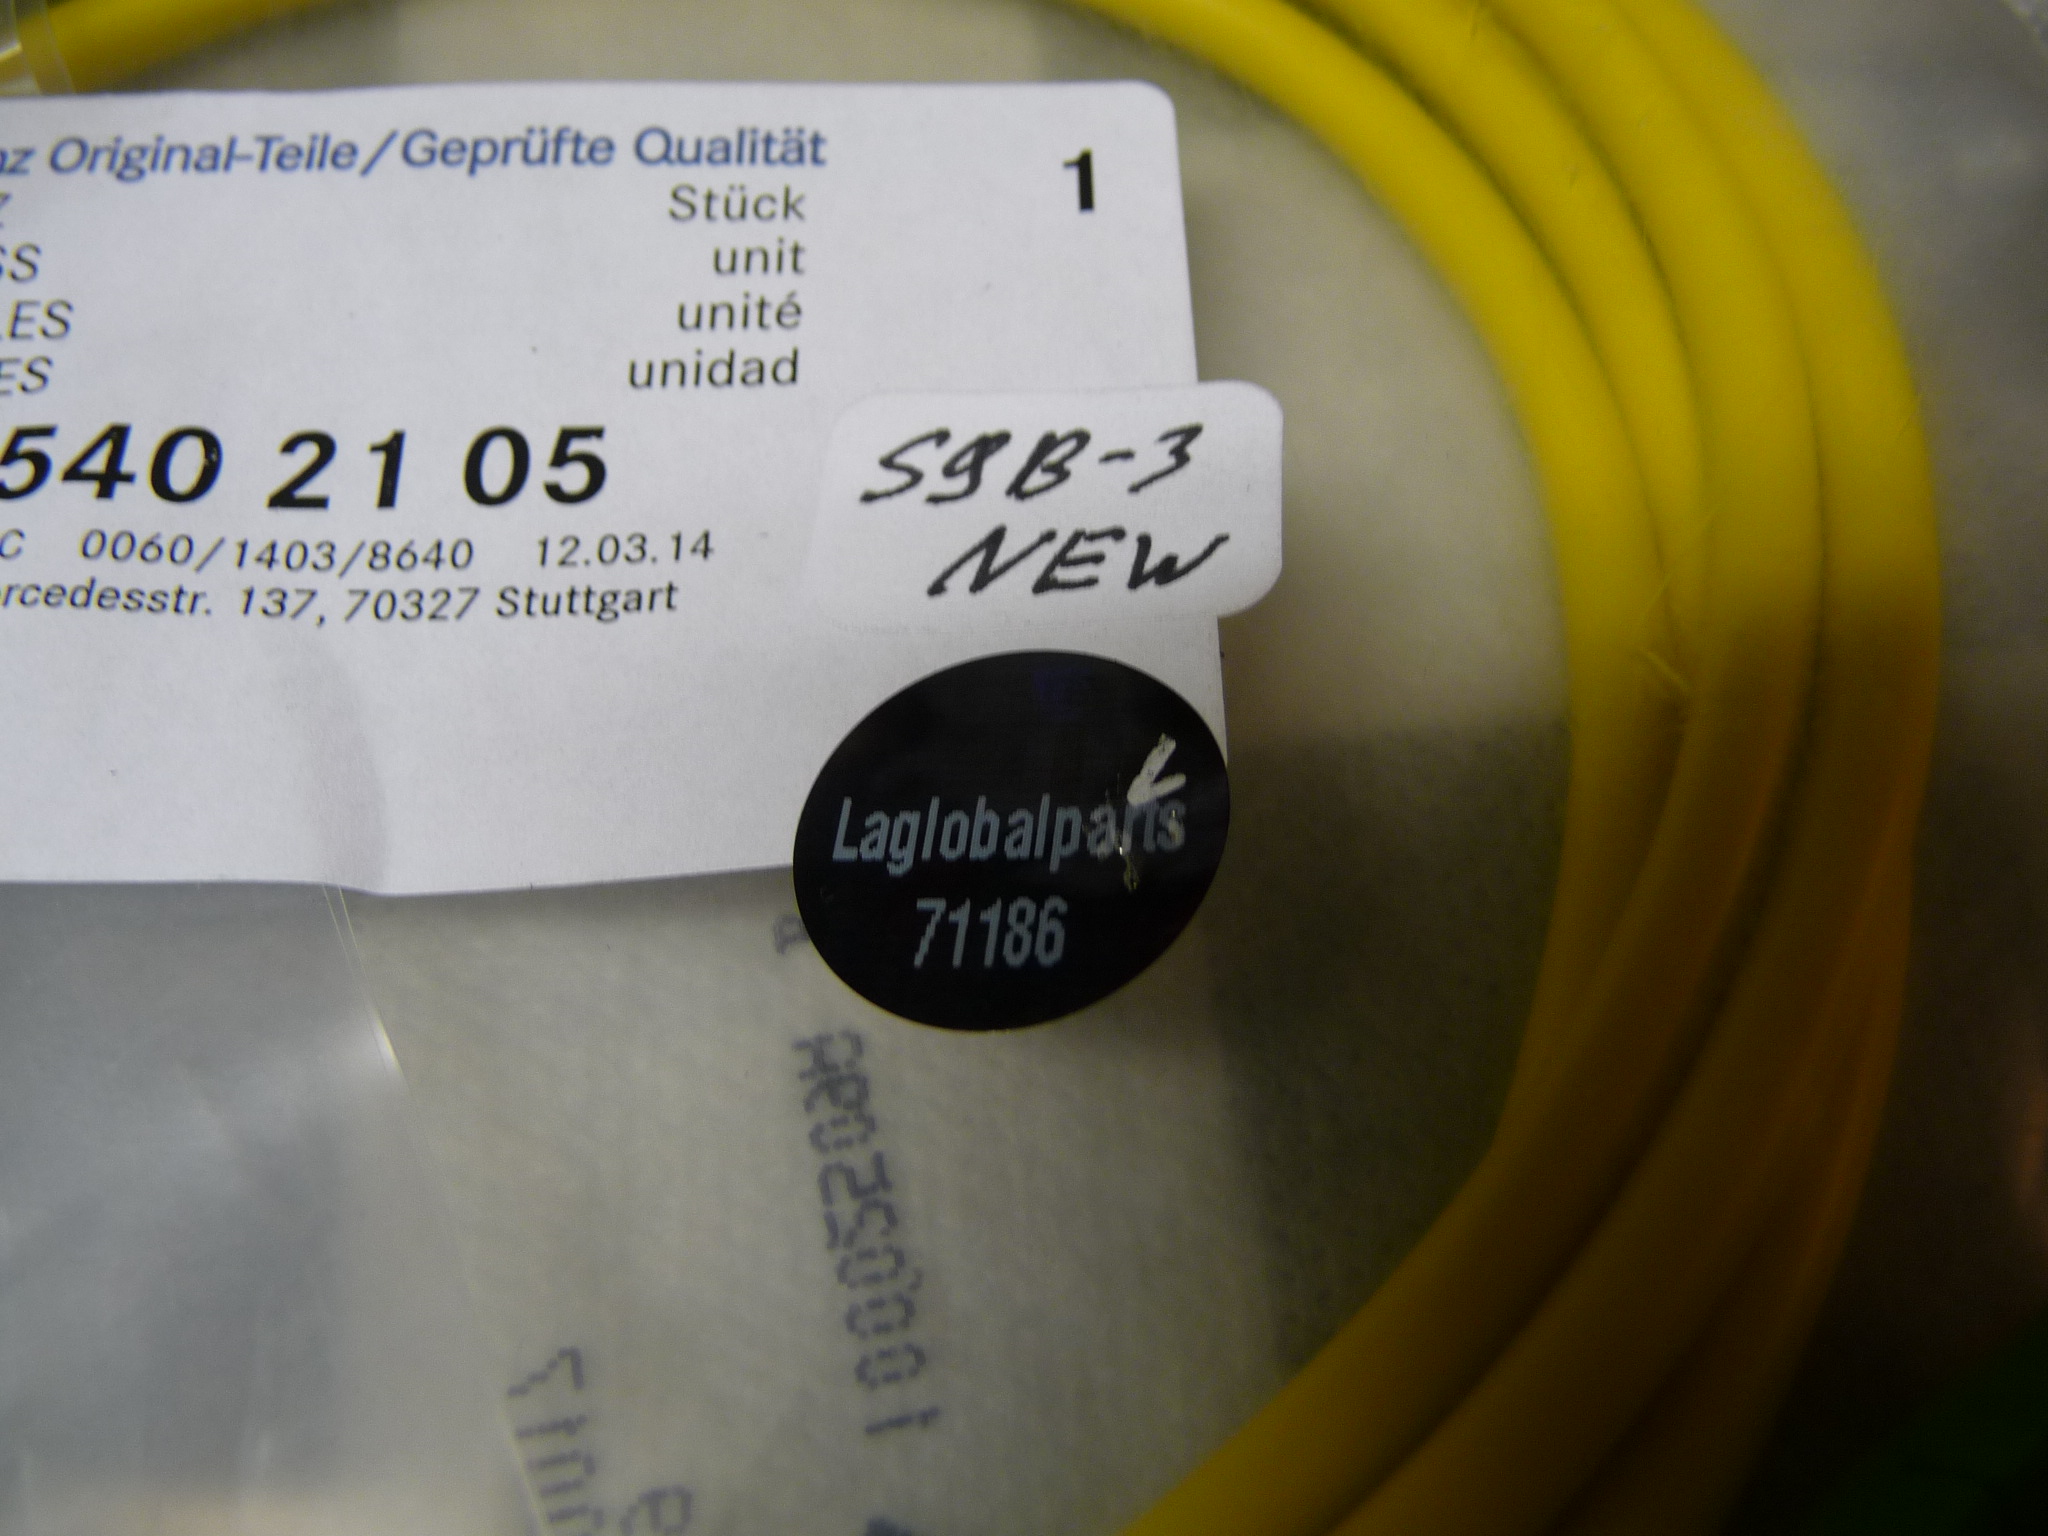 nz Original-Teile/Geprüfte Qualität
Stück
unit
unité
unidad
1
SS
LES
ES
540 21 05
C 0060/1403/8640 12.03.14
rcedesstr. 137, 70327 Stuttgart
S9B-3
NEW
Laglobalparts
71186